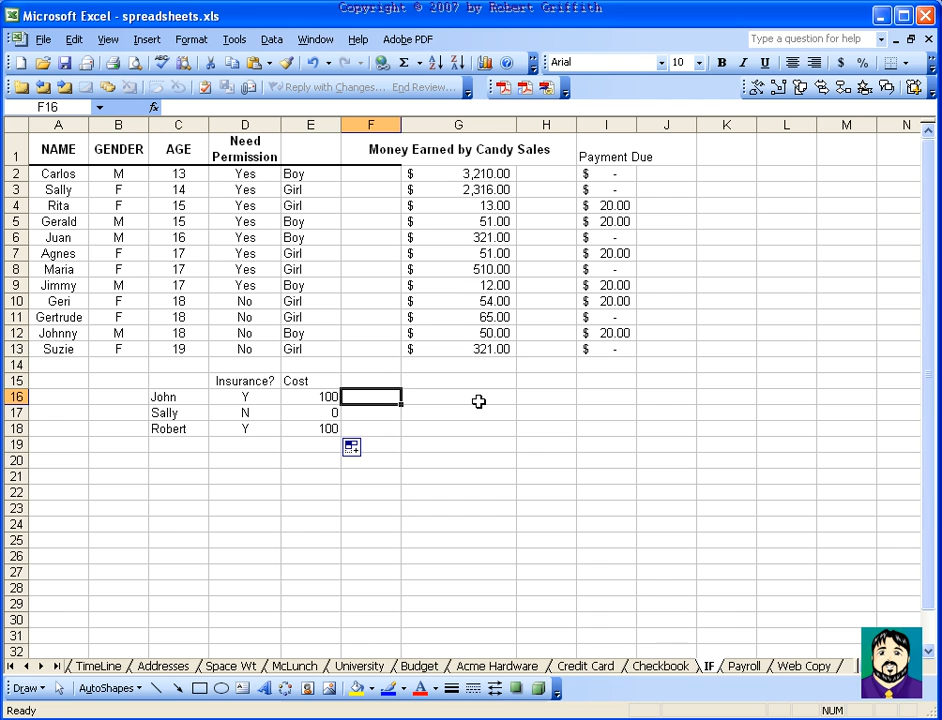 Copyright © 2007 by Robert Griffith
Microsoft Excel - spreadsheets.xls
File Edit View Insert Format Tools Data Window Help Adobe PDF
Type a question for help
Arial 10 B I U $ %
Reply with Changes... End Review...
F16 fx
A B C D E F G H I J K L M N
1 NAME GENDER AGE Need Permission Money Earned by Candy Sales Payment Due
2 Carlos M 13 Yes Boy $ 3,210.00 $ -
3 Sally F 14 Yes Girl $ 2,316.00 $ -
4 Rita F 15 Yes Girl $ 13.00 $ 20.00
5 Gerald M 15 Yes Boy $ 51.00 $ 20.00
6 Juan M 16 Yes Boy $ 321.00 $ -
7 Agnes F 17 Yes Girl $ 51.00 $ 20.00
8 Maria F 17 Yes Girl $ 510.00 $ -
9 Jimmy M 17 Yes Boy $ 12.00 $ 20.00
10 Geri F 18 No Girl $ 54.00 $ 20.00
11 Gertrude F 18 No Girl $ 65.00 $ -
12 Johnny M 18 No Boy $ 50.00 $ 20.00
13 Suzie F 19 No Girl $ 321.00 $ -
14
15 Insurance? Cost
16 John Y 100
17 Sally N 0
18 Robert Y 100
19
20
21
22
23
24
25
26
27
28
29
30
31
32
TimeLine Addresses Space Wt McLunch University Budget Acme Hardware Credit Card Checkbook IF Payroll Web Copy
Draw AutoShapes A
Ready NUM